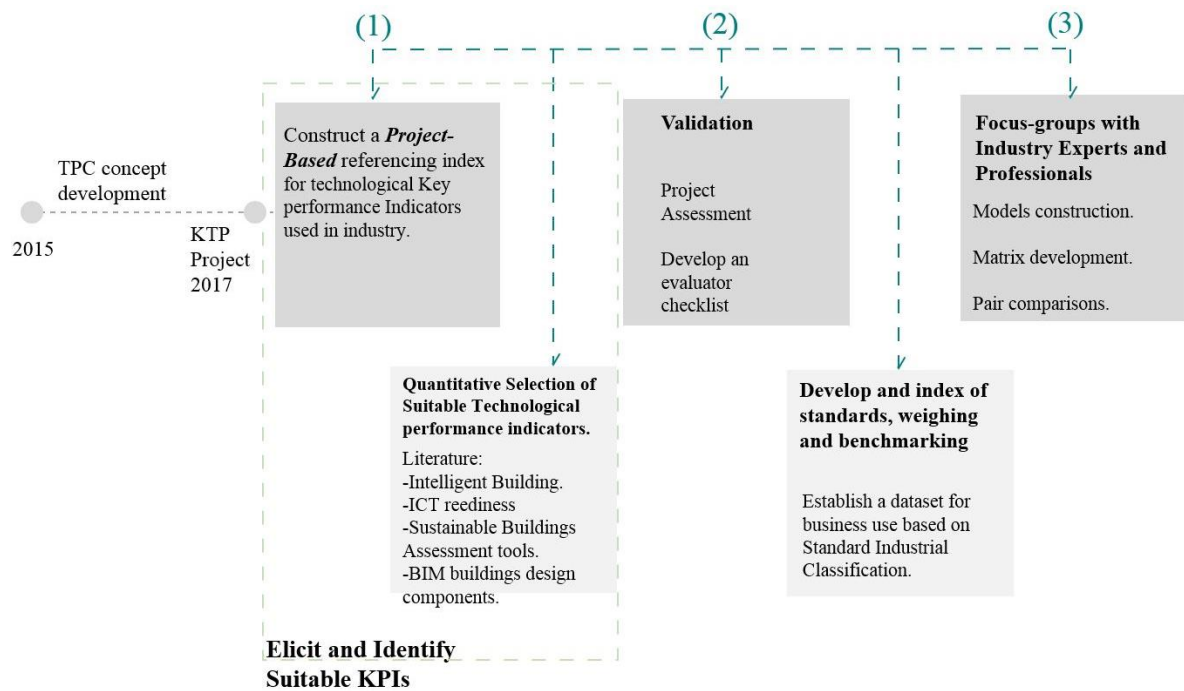 (1)
(2)
(3)
TPC concept
development
2015
KTP
Project
2017
Construct a Project-
Based referencing index
for technological Key
performance Indicators
used in industry.
Validation
Project
Assessment
Develop an
evaluator
checklist
Focus-groups with
Industry Experts and
Professionals
Models construction.
Matrix development.
Pair comparisons.
Quantitative Selection of
Suitable Technological
performance indicators.
Literature:
-Intelligent Building.
-ICT reediness
-Sustainable Buildings
Assessment tools.
-BIM buildings design
components.
Develop and index of
standards, weighing
and benchmarking
Establish a dataset for
business use based on
Standard Industrial
Classification.
Elicit and Identify
Suitable KPIs